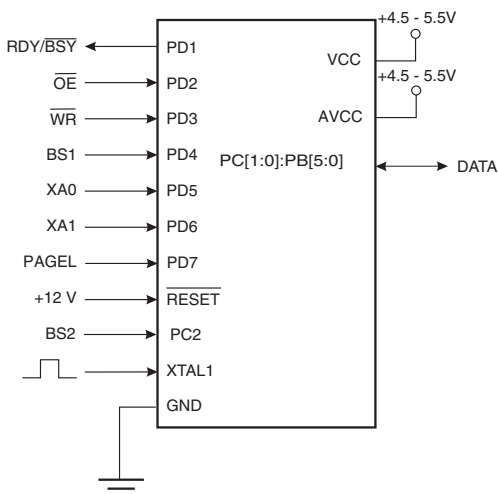 +4.5 - 5.5V
RDY/BSY PD1
VCC
OE PD2
+4.5 - 5.5V
WR PD3
AVCC
BS1 PD4
PC[1:0]:PB[5:0] DATA
XA0 PD5
XA1 PD6
PAGEL PD7
+12 V RESET
BS2 PC2
XTAL1
GND